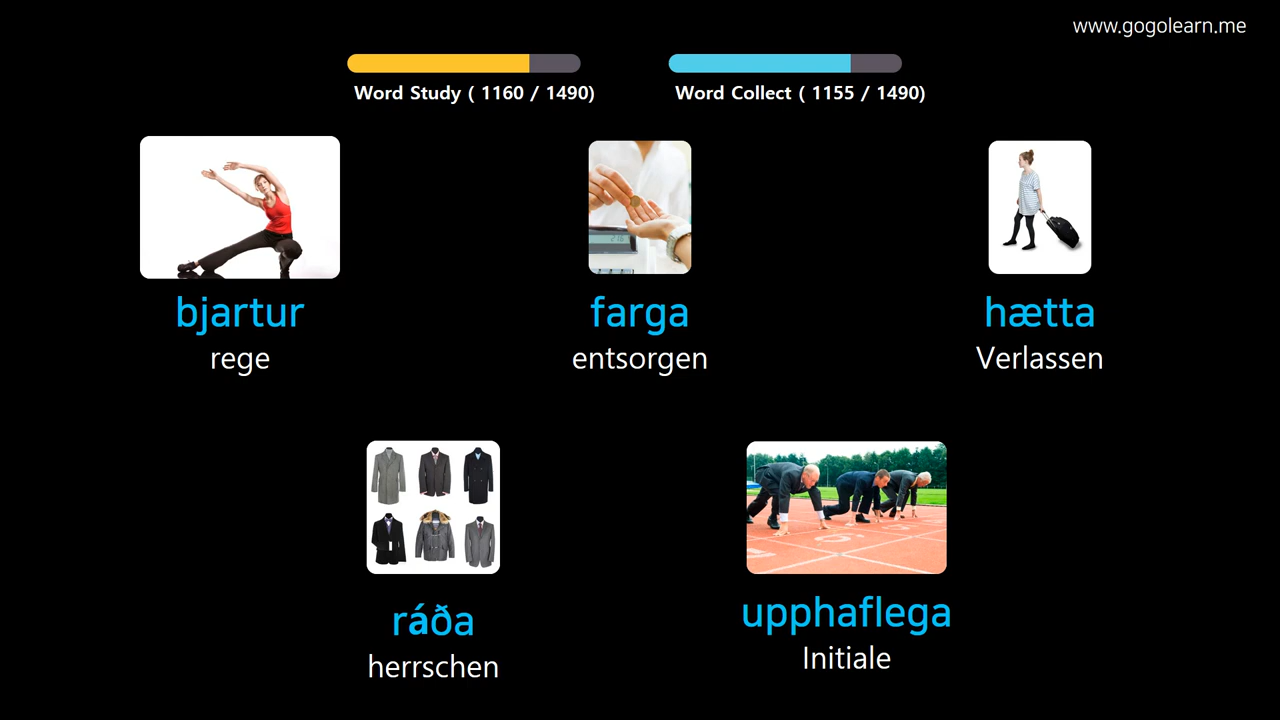 www.gogolearn.me
Word Study ( 1160 / 1490)
Word Collect ( 1155 / 1490)
bjartur
rege
farga
entsorgen
hætta
Verlassen
ráða
herrschen
upphaflega
Initiale